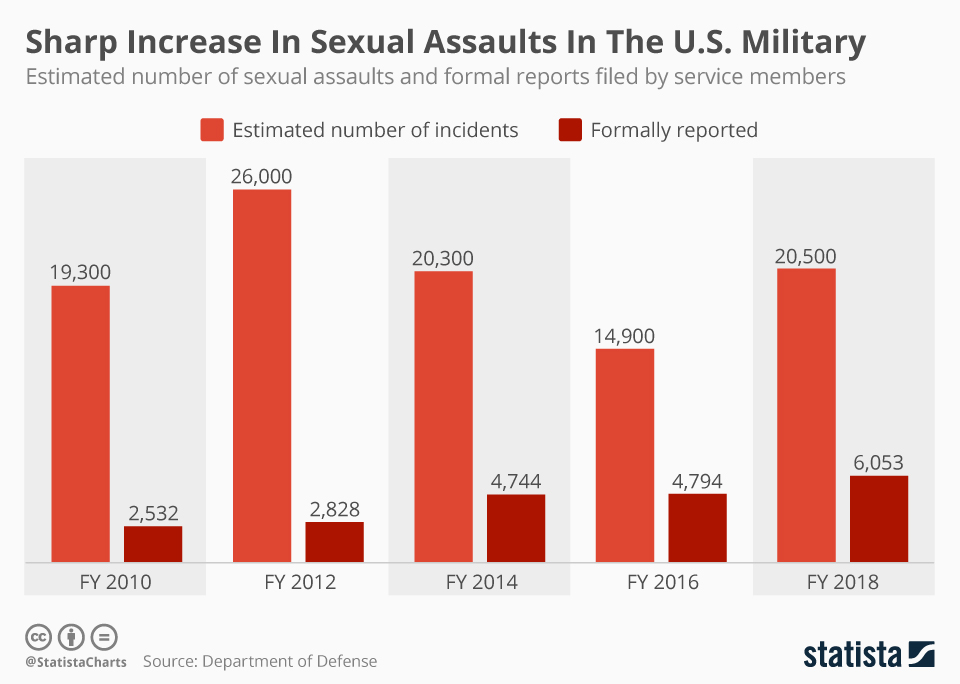 Sharp Increase In Sexual Assaults In The U.S. Military
Estimated number of sexual assaults and formal reports filed by service members
Estimated number of incidents
Formally reported
19,300
2,532
26,000
2,828
20,300
4,744
14,900
4,794
20,500
6,053
FY 2010
FY 2012
FY 2014
FY 2016
FY 2018
cc
@StatistaCharts
Source: Department of Defense
statista